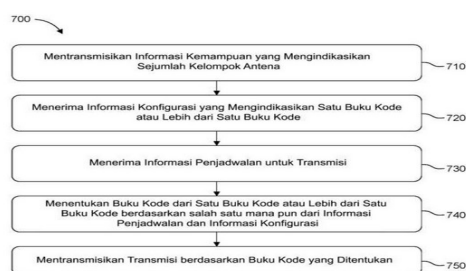 700
Mentransmisikan Informasi Kemampuan yang Mengindikasikan
Sejumlah Kelompok Antena
710
Menerima Informasi Konfigurasi yang Mengindikasikan Satu Buku Kode
atau Lebih dari Satu Buku Kode
720
Menerima Informasi Penjadwalan untuk Transmisi
730
Menentukan Buku Kode dari Satu Buku Kode atau Lebih dari Satu
Buku Kode berdasarkan salah satu mana pun dari Informasi
Penjadwalan dan Informasi Konfigurasi
740
Mentransmisikan Transmisi berdasarkan Buku Kode yang Ditentukan
750